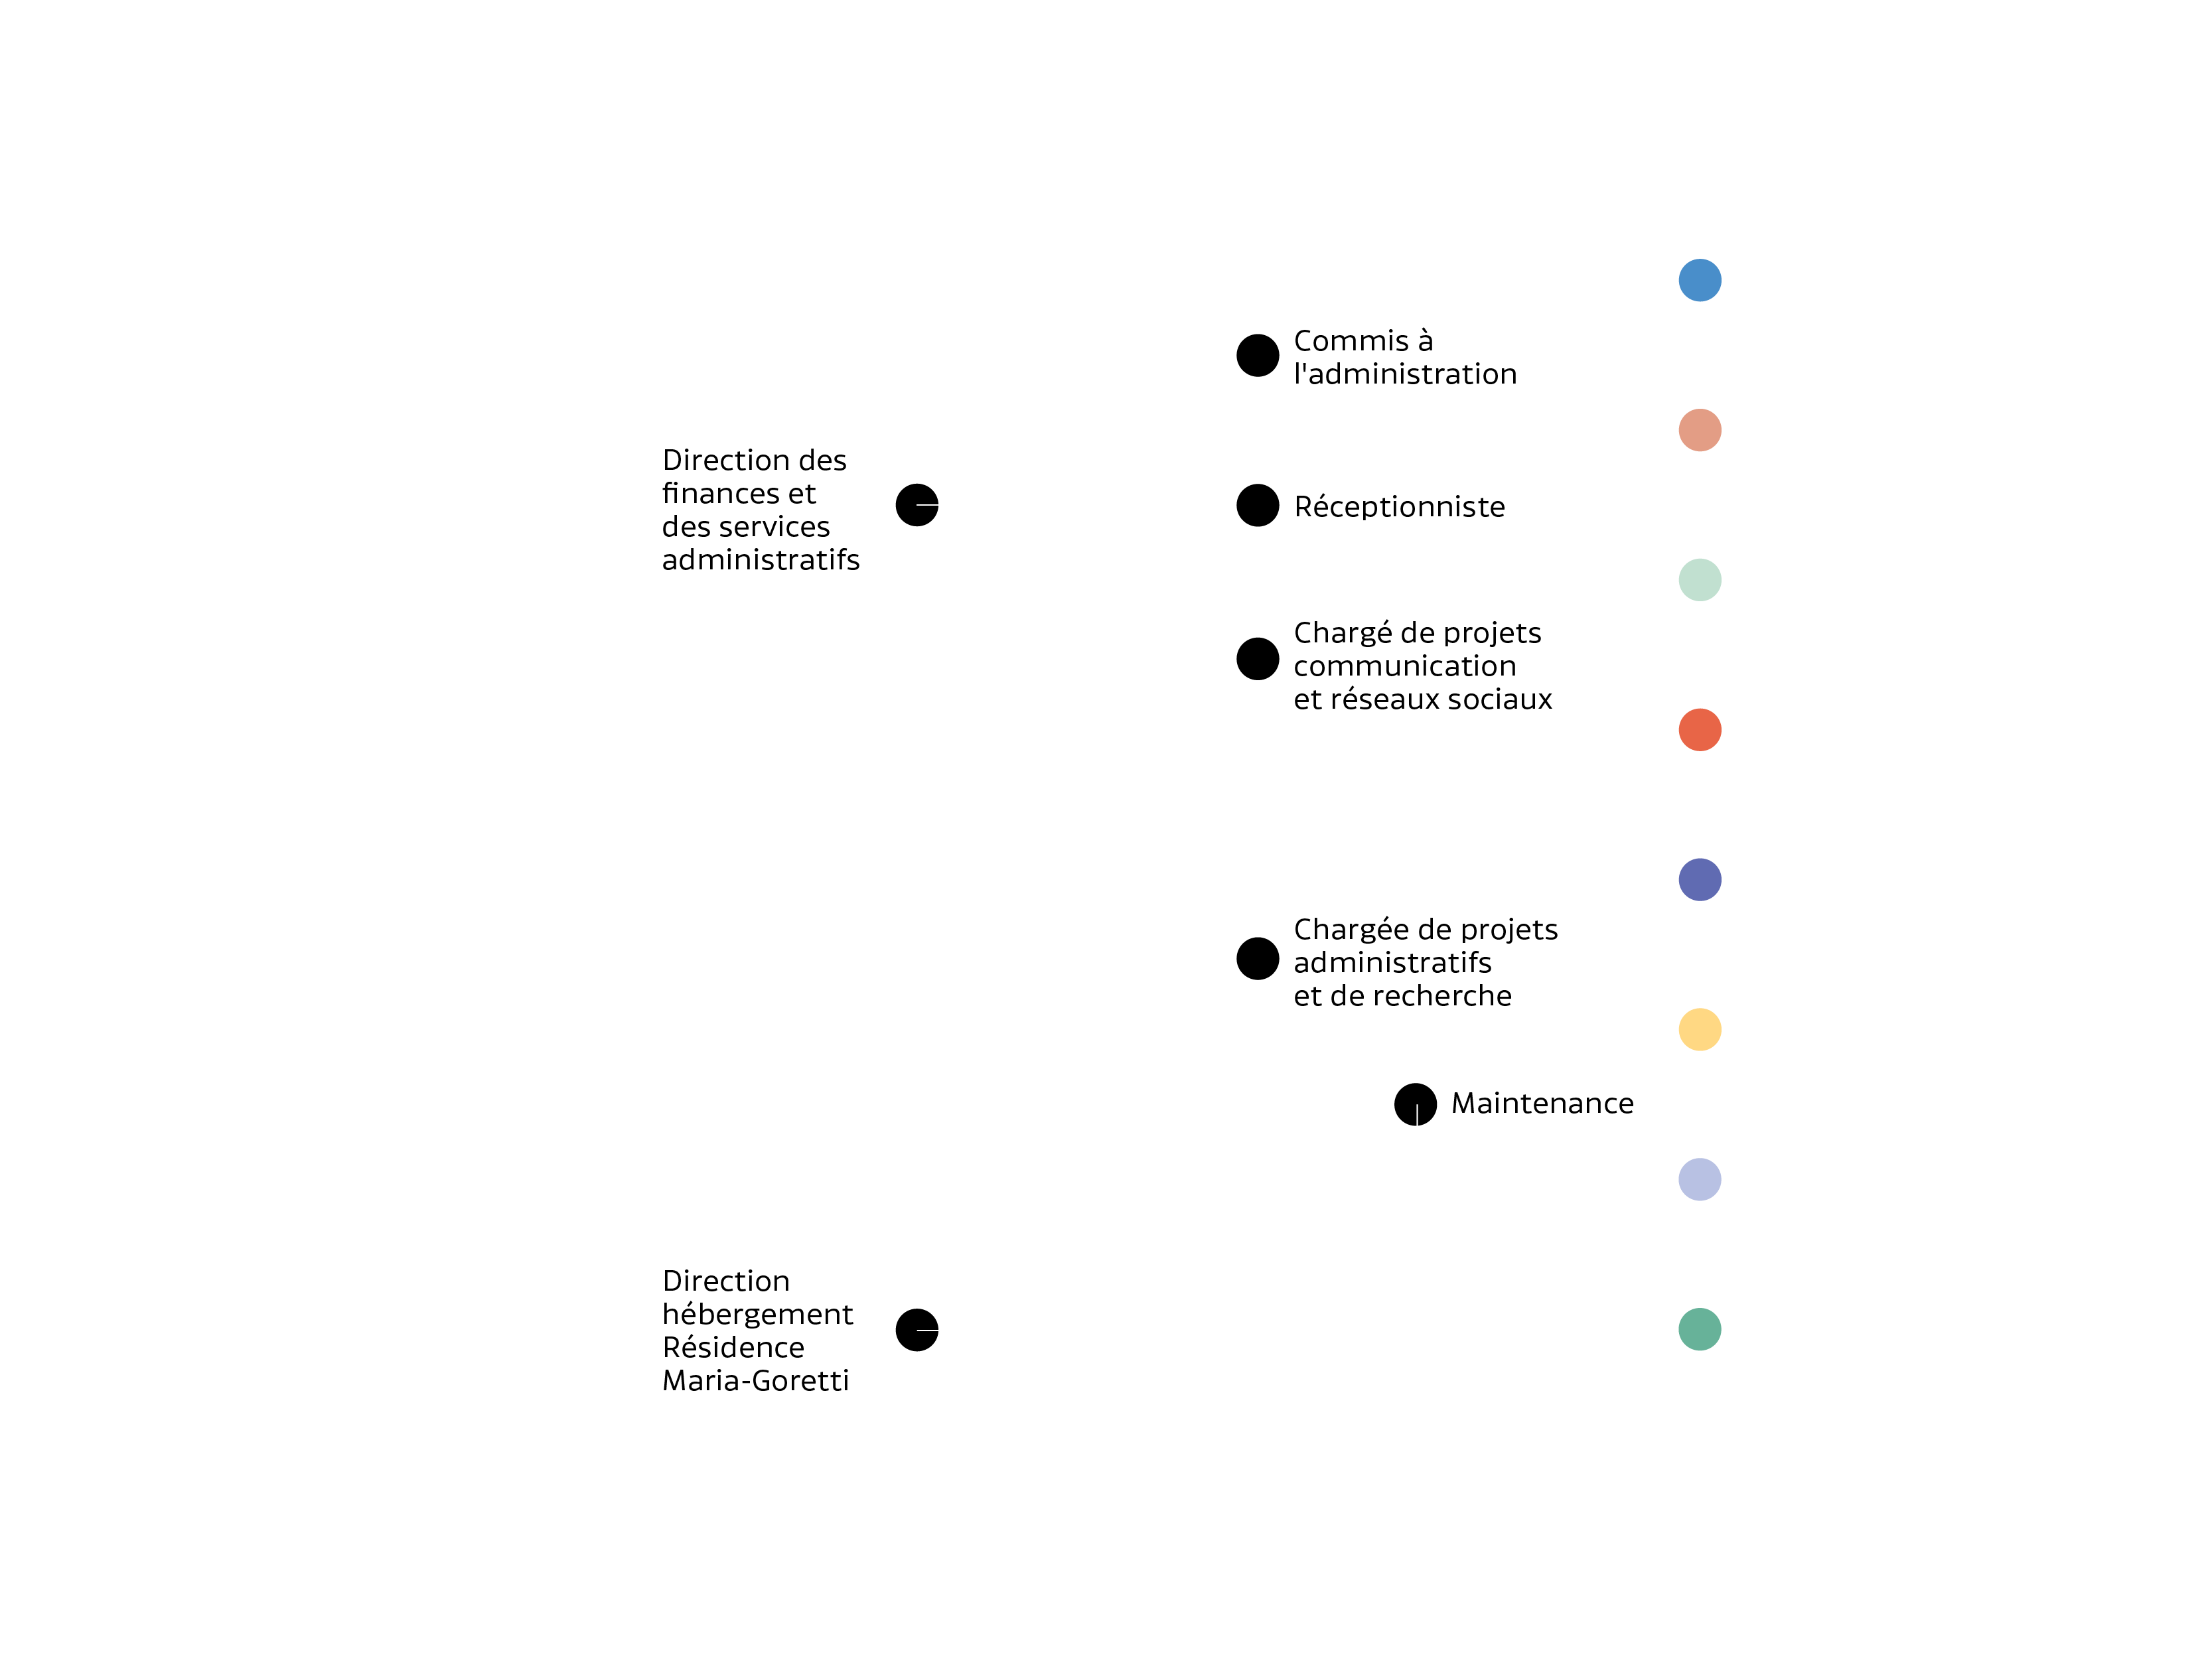 Direction des
finances et
des services
administratifs
Commis à
l'administration
Réceptionniste
Chargé de projets
communication
et réseaux sociaux
Chargée de projets
administratifs
et de recherche
Maintenance
Direction
hébergement
Résidence
Maria-Goretti